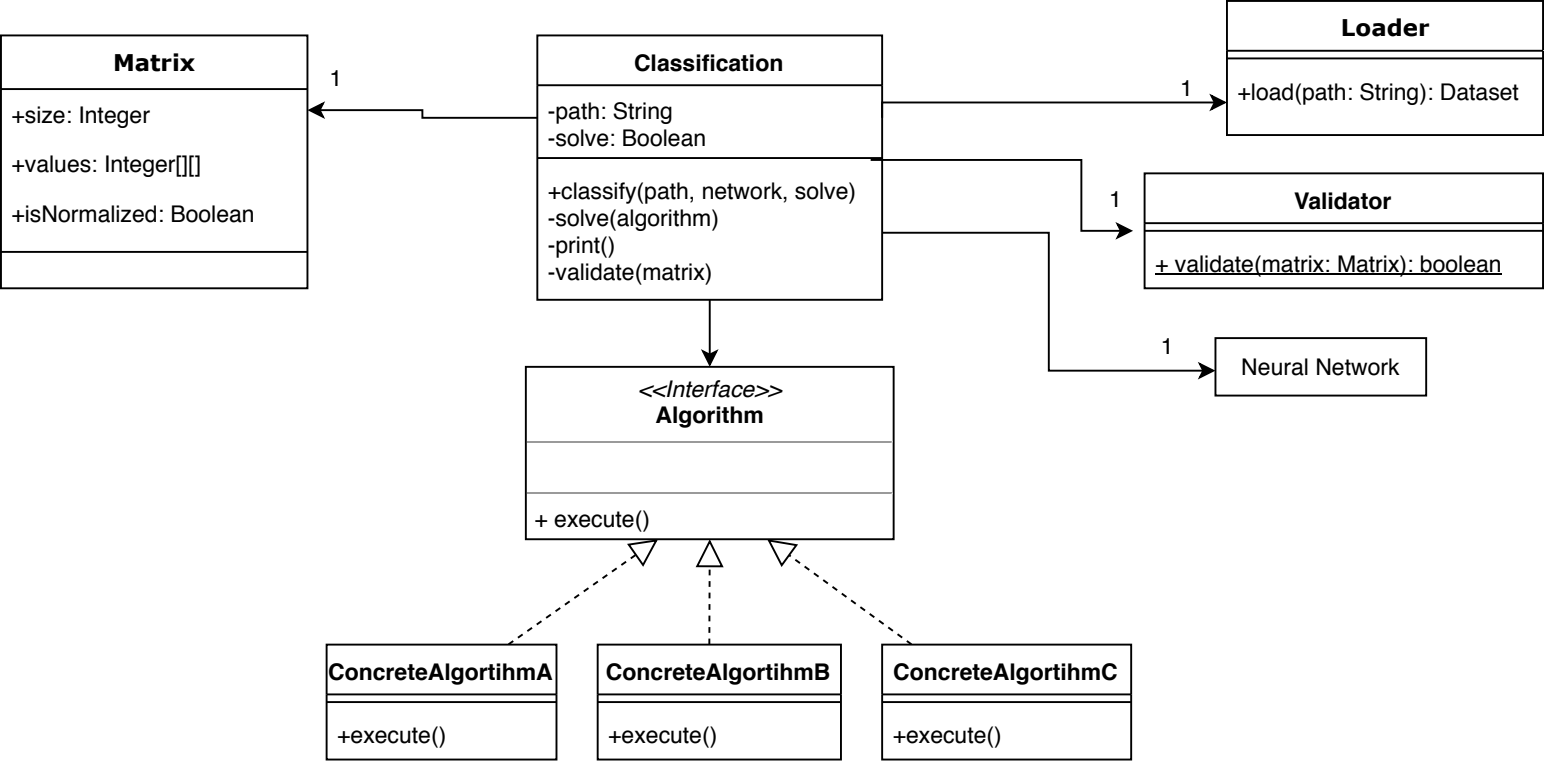 Matrix
+size: Integer
+values: Integer[][]
+isNormalized: Boolean
1
Classification
-path: String
-solve: Boolean
+classify(path, network, solve)
-solve(algorithm)
-print()
-validate(matrix)
1
Loader
+load(path: String): Dataset
1
Validator
+ validate(matrix: Matrix): boolean
1
Neural Network
<<Interface>>
Algorithm
+ execute()
ConcreteAlgortihmA
+execute()
ConcreteAlgortihmB
+execute()
ConcreteAlgortihmC
+execute()